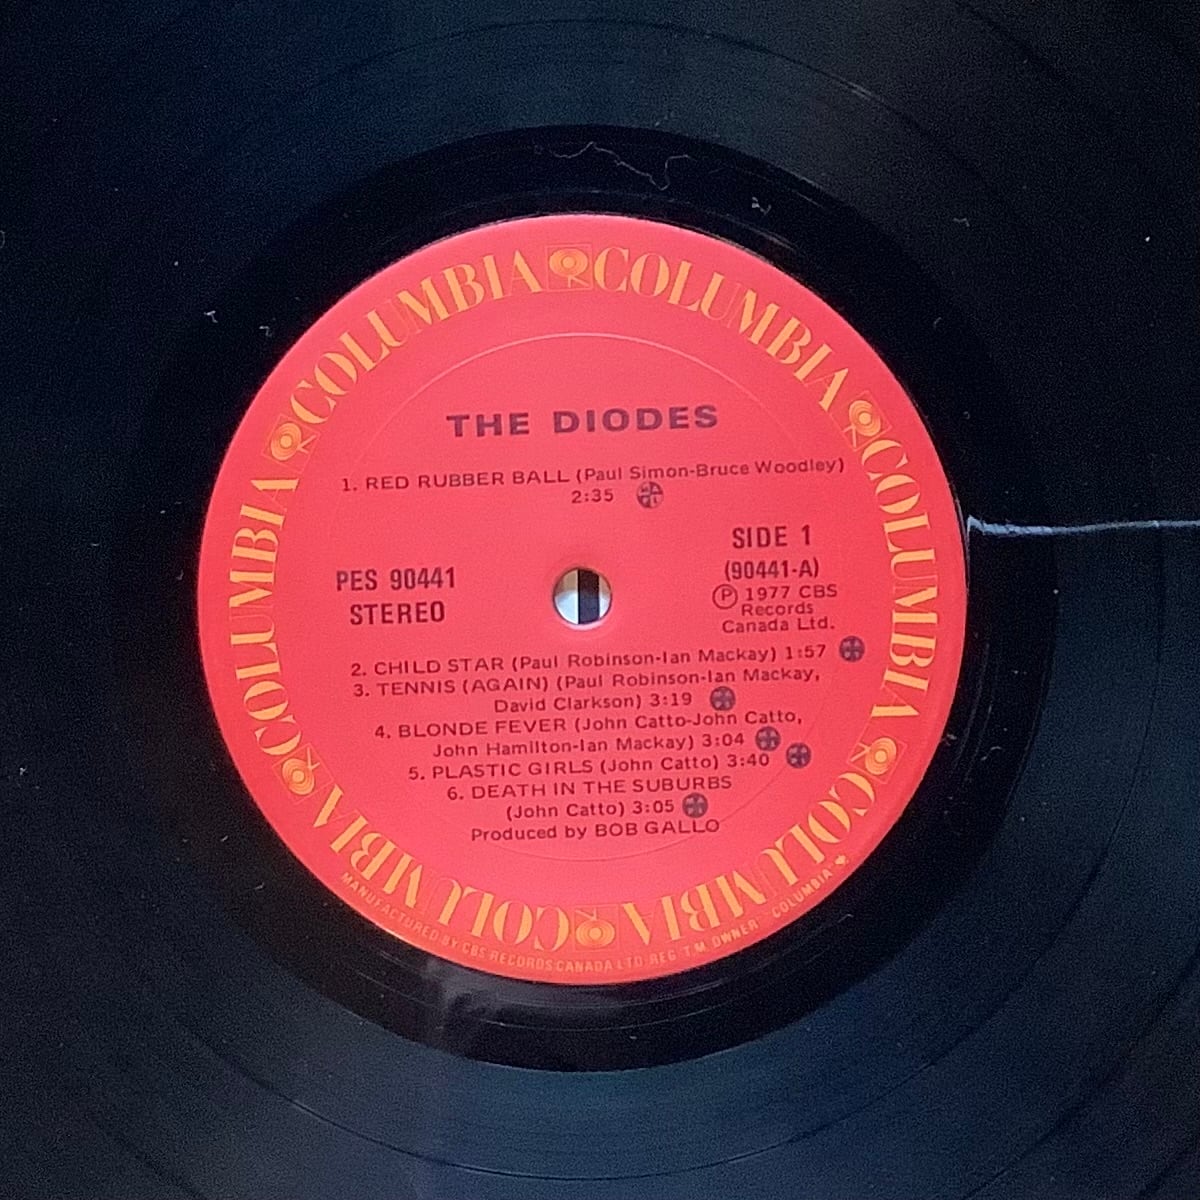 COLUMBIA COLUMBIA COLUMBIA COLUMBIA COLUMBIA COLUMBIA COLUMBIA
THE DIODES
1. RED RUBBER BALL (Paul Simon-Bruce Woodley)
2:35
SIDE 1
PES 90441
(90441-A)
STEREO
Ⓟ 1977 CBS
Records
Canada Ltd.
2. CHILD STAR (Paul Robinson-Ian Mackay) 1:57
3. TENNIS (AGAIN) (Paul Robinson-Ian Mackay,
David Clarkson) 3:19
4. BLONDE FEVER (John Catto-John Catto,
John Hamilton-Ian Mackay) 3:04
5. PLASTIC GIRLS (John Catto) 3:40
6. DEATH IN THE SUBURBS
(John Catto) 3:05
Produced by BOB GALLO
MANUFACTURED BY CBS RECORDS CANADA LTD. REG. T.M. OWNER "COLUMBIA"